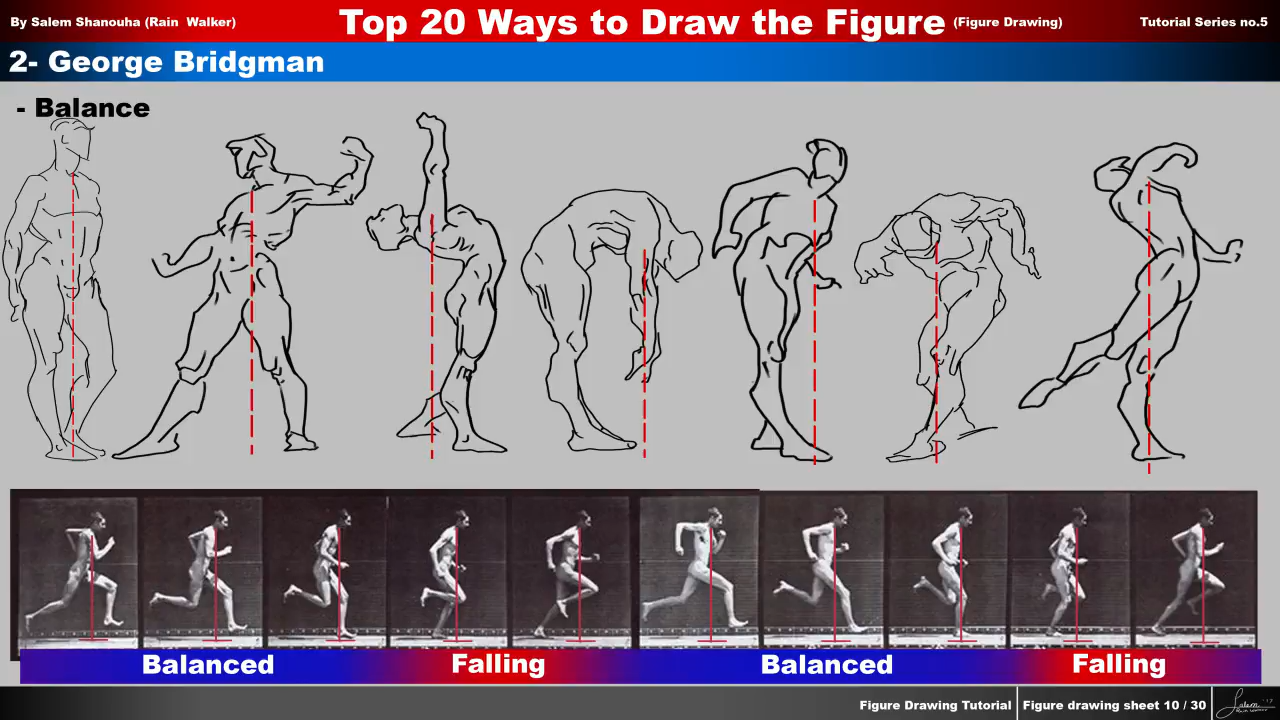 By Salem Shanouha (Rain Walker)
Top 20 Ways to Draw the Figure (Figure Drawing)
Tutorial Series no.5
2- George Bridgman
- Balance
Balanced
Falling
Balanced
Falling
Figure Drawing Tutorial
Figure drawing sheet 10 / 30
Salem